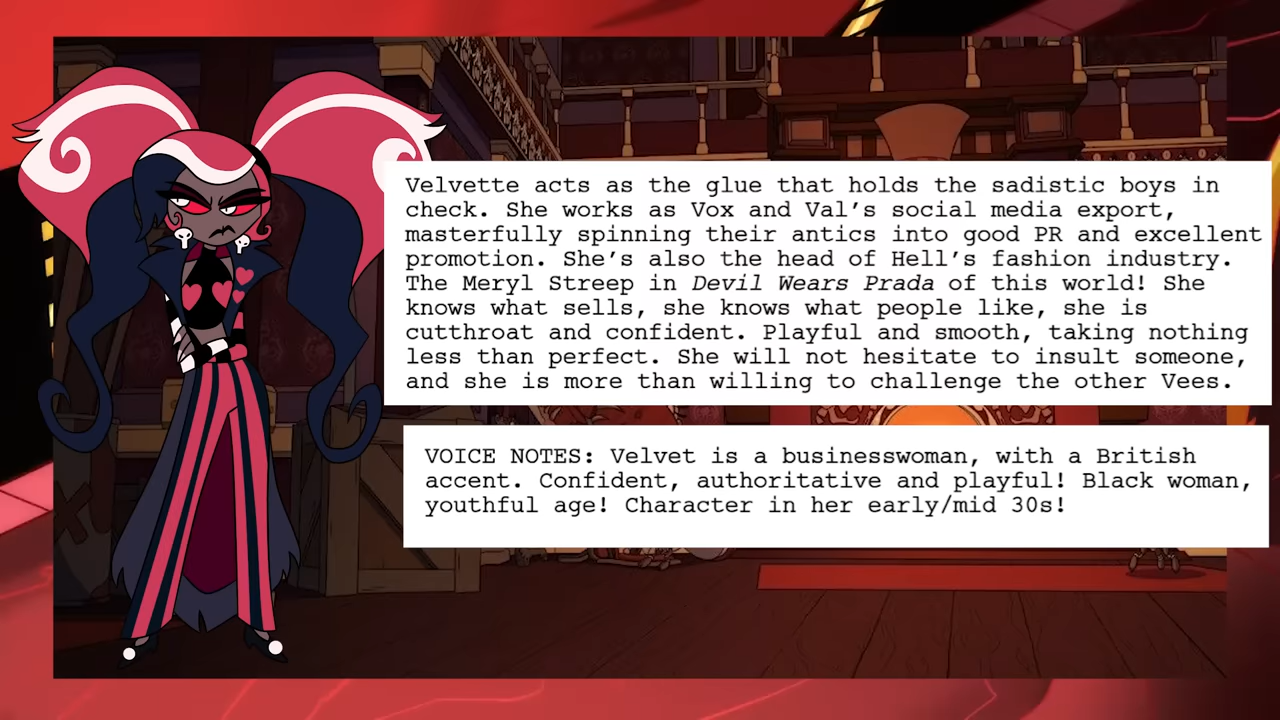 Velvette acts as the glue that holds the sadistic boys in
check. She works as Vox and Val's social media export,
masterfully spinning their antics into good PR and excellent
promotion. She's also the head of Hell's fashion industry.
The Meryl Streep in Devil Wears Prada of this world! She
knows what sells, she knows what people like, she is
cutthroat and confident. Playful and smooth, taking nothing
less than perfect. She will not hesitate to insult someone,
and she is more than willing to challenge the other Vees.
VOICE NOTES: Velvet is a businesswoman, with a British
accent. Confident, authoritative and playful! Black woman,
youthful age! Character in her early/mid 30s!